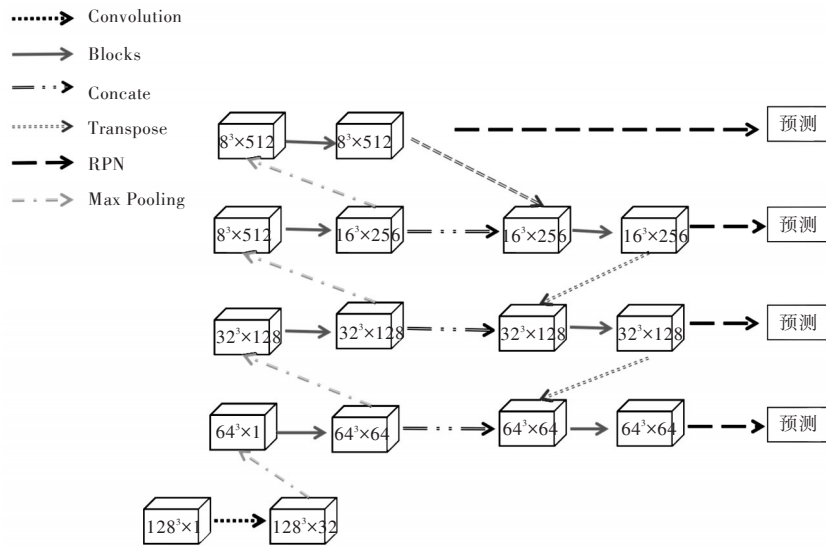 Convolution
Blocks
Concate
Transpose
RPN
Max Pooling
8³×512 8³×512 预测
8³×512 16³×256 16³×256 16³×256 预测
32³×128 32³×128 32³×128 32³×128 预测
64³×1 64³×64 64³×64 64³×64 预测
128³×1 128³×32